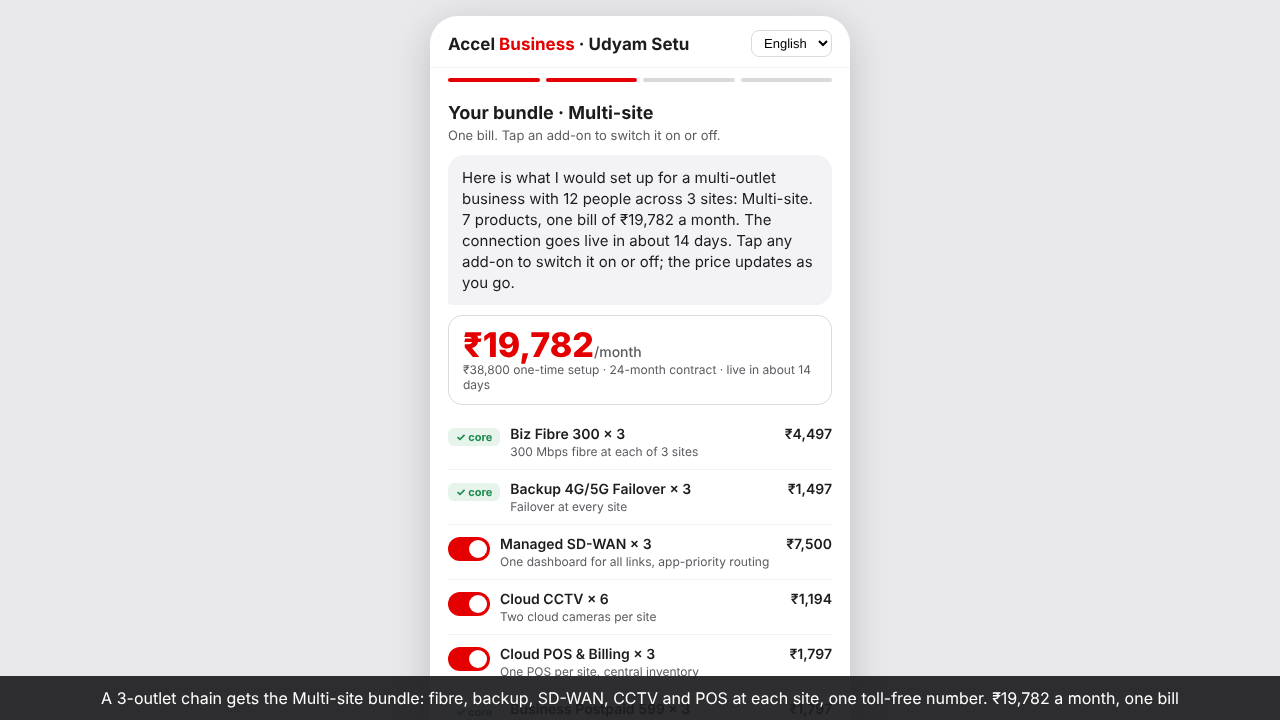 Accel Business · Udyam Setu
English
Your bundle · Multi-site
One bill. Tap an add-on to switch it on or off.
Here is what I would set up for a multi-outlet
business with 12 people across 3 sites: Multi-site.
7 products, one bill of ₹19,782 a month. The
connection goes live in about 14 days. Tap any
add-on to switch it on or off; the price updates as
you go.
₹19,782/month
₹38,800 one-time setup · 24-month contract · live in about 14
days
✓ core Biz Fibre 300 × 3 ₹4,497
300 Mbps fibre at each of 3 sites
✓ core Backup 4G/5G Failover × 3 ₹1,497
Failover at every site
Managed SD-WAN × 3 ₹7,500
One dashboard for all links, app-priority routing
Cloud CCTV × 6 ₹1,194
Two cloud cameras per site
Cloud POS & Billing × 3 ₹1,797
One POS per site, central inventory
✓ core Business Postpaid 599 × 3 ₹1,797
A 3-outlet chain gets the Multi-site bundle: fibre, backup, SD-WAN, CCTV and POS at each site, one toll-free number. ₹19,782 a month, one bill